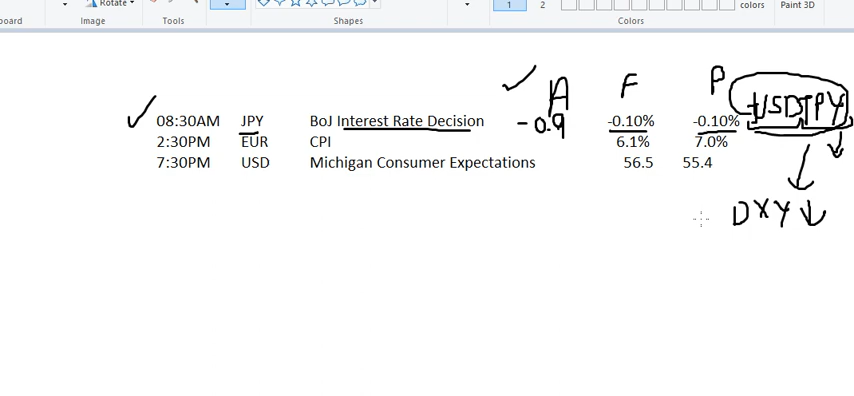 Rotate
1 2 colors Paint 3D
Image Tools Shapes Colors
A F P
08:30AM JPY BoJ Interest Rate Decision -0.9 -0.10% -0.10% USDJPY
2:30PM EUR CPI 6.1% 7.0%
7:30PM USD Michigan Consumer Expectations 56.5 55.4
DXY